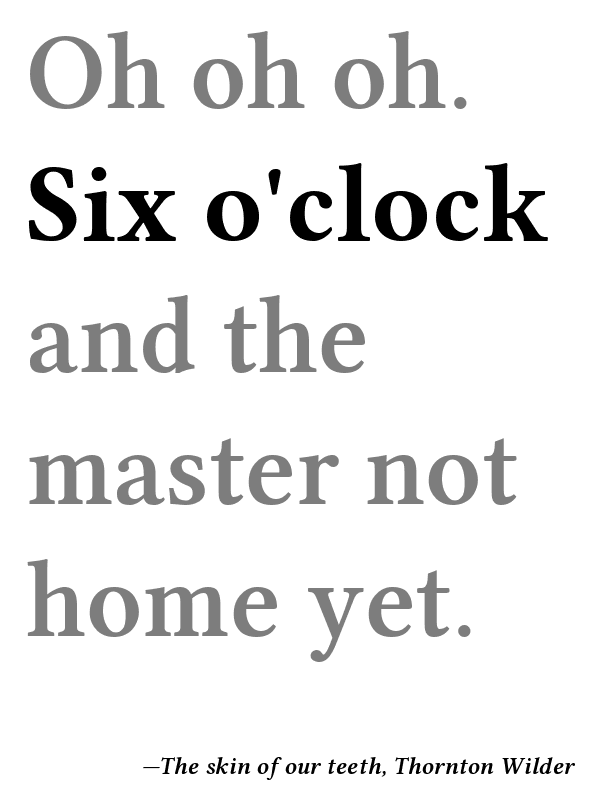 Oh oh oh.
Six o'clock
and the
master not
home yet.
—The skin of our teeth, Thornton Wilder